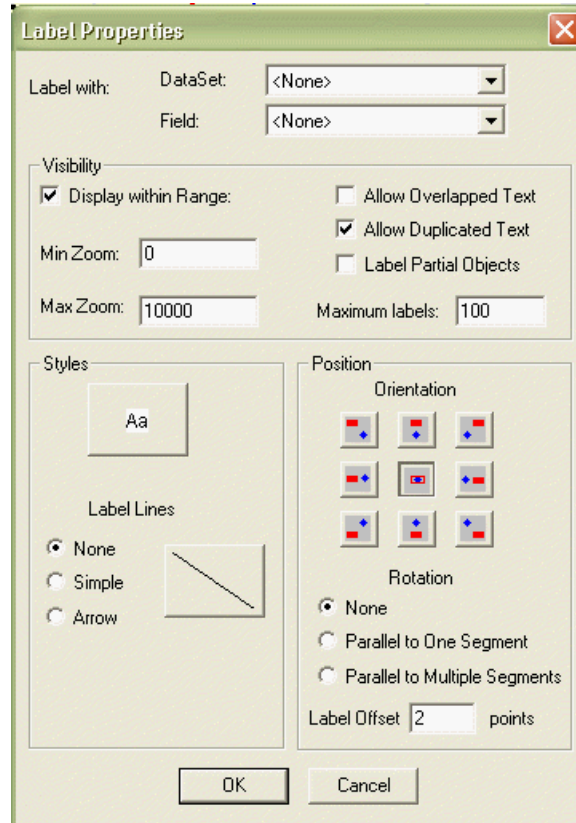 Label Properties
Label with:
DataSet:
<None>
Field:
<None>
Visibility
Display within Range:
Allow Overlapped Text
Allow Duplicated Text
Min Zoom:
0
Label Partial Objects
Max Zoom:
10000
Maximum labels:
100
Styles
Aa
Label Lines
None
Simple
Arrow
Position
Orientation
Rotation
None
Parallel to One Segment
Parallel to Multiple Segments
Label Offset
2
points
OK
Cancel